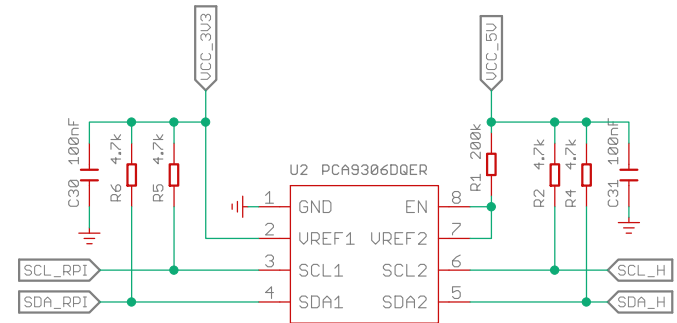 VCC_3V3
VCC_5V
C30 100nF
R6 4.7k
R5 4.7k
R1 200k
R2 4.7k
R4 4.7k
C31 100nF
U2 PCA9306DQER
1 GND EN 8
2 VREF1 VREF2 7
SCL_RPI 3 SCL1 SCL2 6 SCL_H
SDA_RPI 4 SDA1 SDA2 5 SDA_H